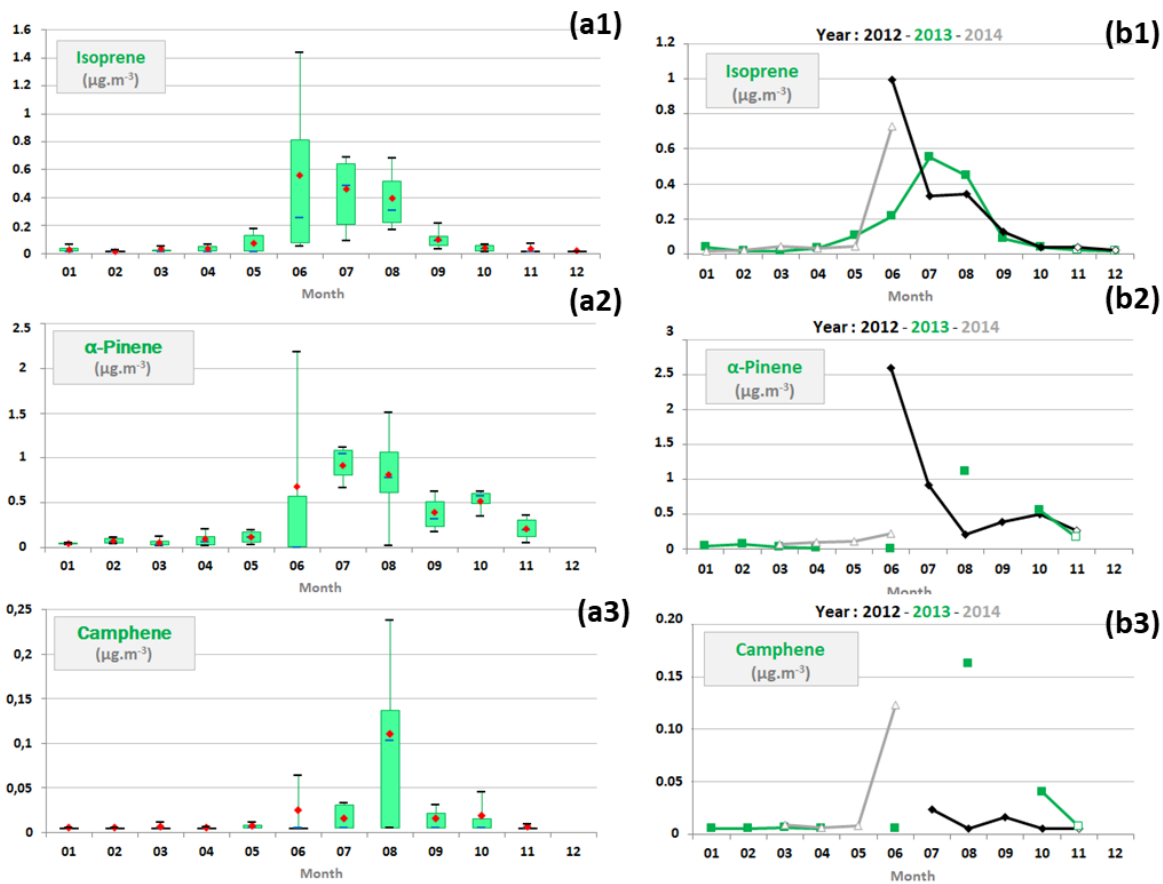 (a1)
1.6
1.4
1.2
1
0.8
0.6
0.4
0.2
0
Isoprene
(µg.m⁻³)
01 02 03 04 05 06 07 08 09 10 11 12
Month
(b1)
Year : 2012 - 2013 - 2014
1.2
1
0.8
0.6
0.4
0.2
0
Isoprene
(µg.m⁻³)
01 02 03 04 05 06 07 08 09 10 11 12
Month
(a2)
2.5
2
1.5
1
0.5
0
α-Pinene
(µg.m⁻³)
01 02 03 04 05 06 07 08 09 10 11 12
Month
(b2)
Year : 2012 - 2013 - 2014
3
2.5
2
1.5
1
0.5
0
α-Pinene
(µg.m⁻³)
01 02 03 04 05 06 07 08 09 10 11 12
Month
(a3)
0,25
0,2
0,15
0,1
0,05
0
Camphene
(µg.m⁻³)
01 02 03 04 05 06 07 08 09 10 11 12
Month
(b3)
Year : 2012 - 2013 - 2014
0.20
0.15
0.10
0.05
0
Camphene
(µg.m⁻³)
01 02 03 04 05 06 07 08 09 10 11 12
Month